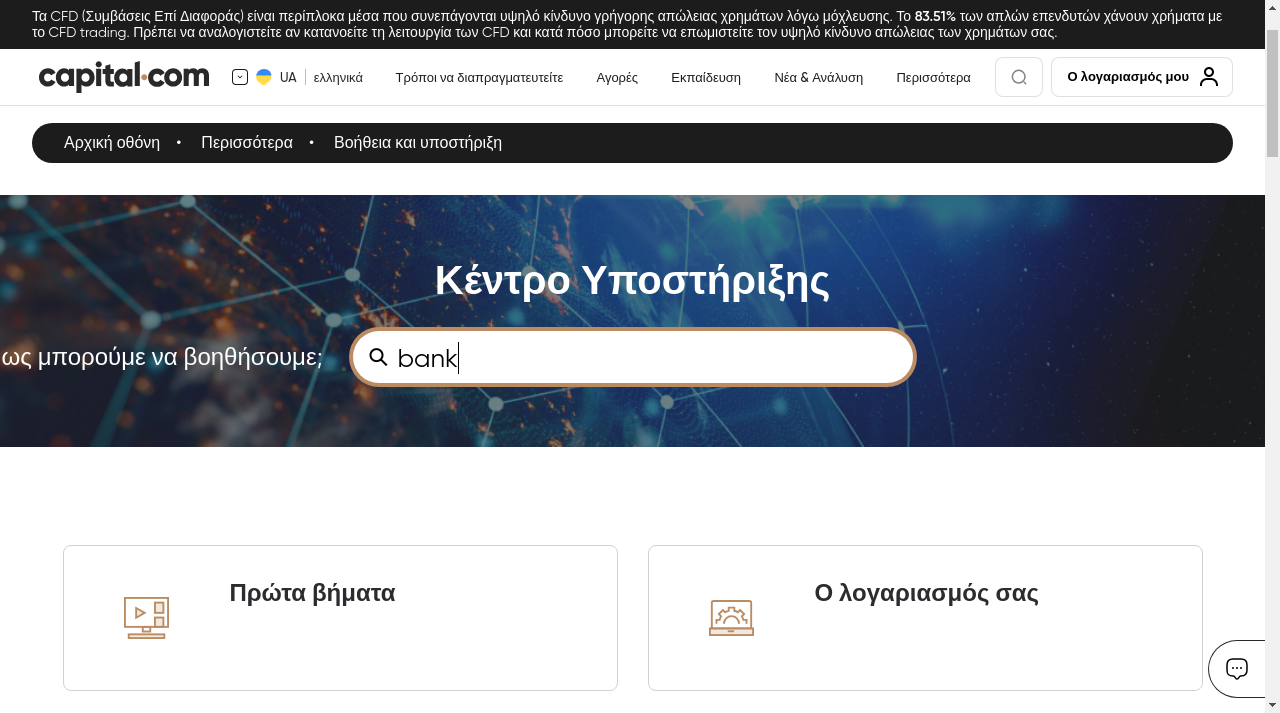 Τα CFD (Συμβάσεις Επί Διαφοράς) είναι περίπλοκα μέσα που συνεπάγονται υψηλό κίνδυνο γρήγορης απώλειας χρημάτων λόγω μόχλευσης. Το 83.51% των απλών επενδυτών χάνουν χρήματα με
το CFD trading. Πρέπει να αναλογιστείτε αν κατανοείτε τη λειτουργία των CFD και κατά πόσο μπορείτε να επωμιστείτε τον υψηλό κίνδυνο απώλειας των χρημάτων σας.
capital.com UA ελληνικά Τρόποι να διαπραγματευτείτε Αγορές Εκπαίδευση Νέα & Ανάλυση Περισσότερα Ο λογαριασμός μου
Αρχική οθόνη • Περισσότερα • Βοήθεια και υποστήριξη
Κέντρο Υποστήριξης
ως μπορούμε να βοηθήσουμε; bank
Πρώτα βήματα Ο λογαριασμός σας